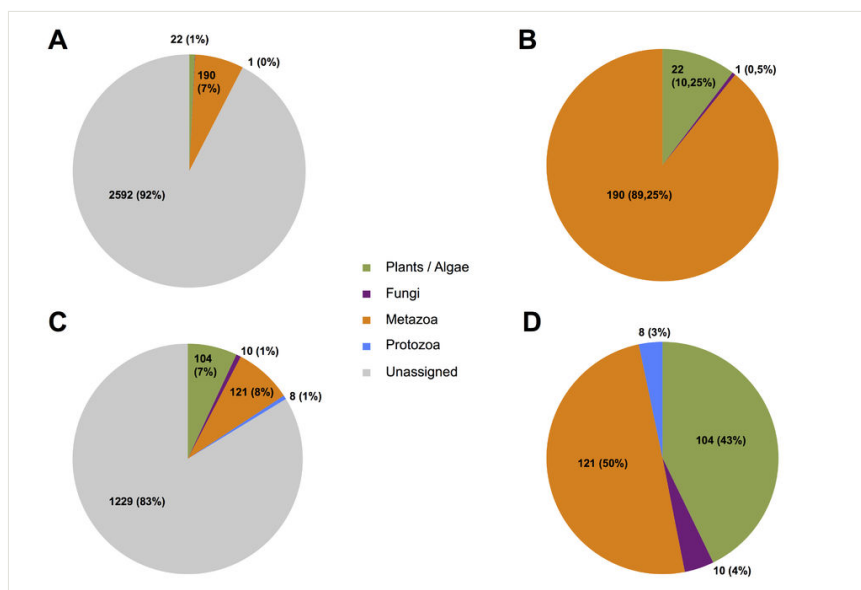 A
22 (1%)
190
(7%)
1 (0%)
2592 (92%)
B
22
(10,25%)
1 (0,5%)
190 (89,25%)
Plants / Algae
Fungi
Metazoa
Protozoa
Unassigned
C
104
(7%)
10 (1%)
121 (8%)
8 (1%)
1229 (83%)
D
8 (3%)
104 (43%)
121 (50%)
10 (4%)